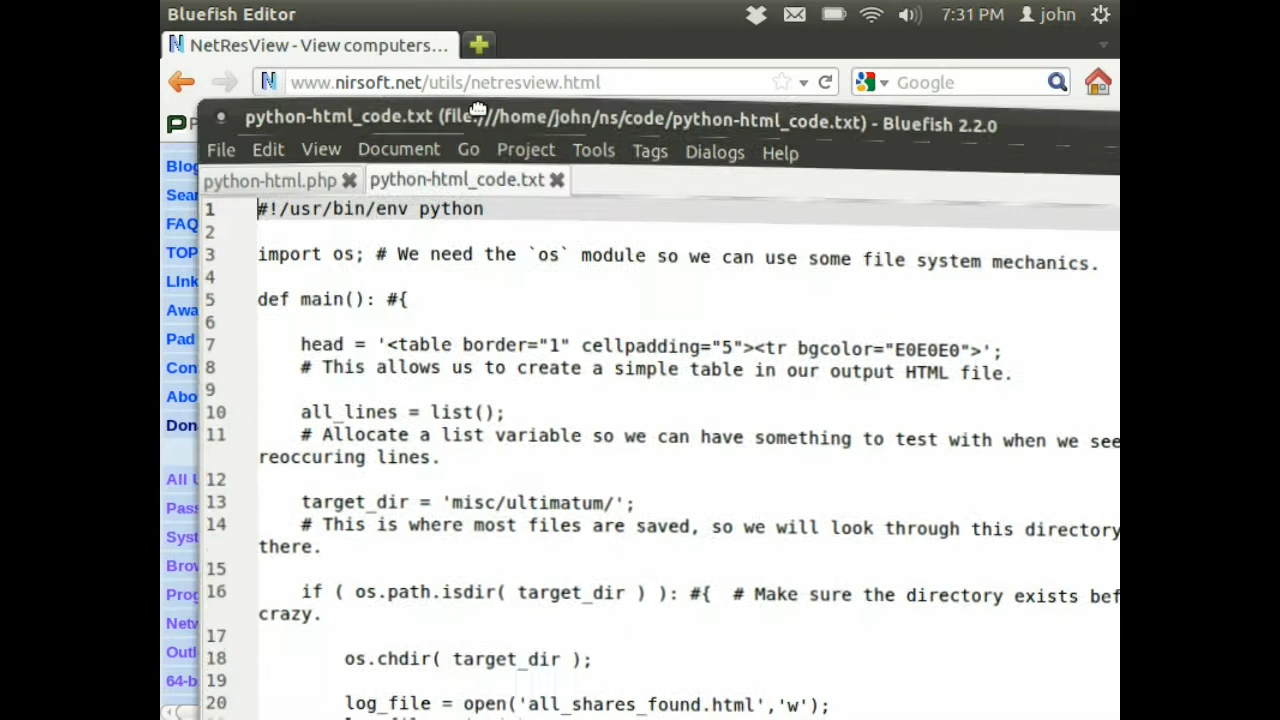 Bluefish Editor 7:31 PM john
NetResView - View computers...
www.nirsoft.net/utils/netresview.html Google
python-html_code.txt (file:///home/john/ns/code/python-html_code.txt) - Bluefish 2.2.0
File Edit View Document Go Project Tools Tags Dialogs Help
python-html.php python-html_code.txt
1 #!/usr/bin/env python
2
3 import os; # We need the `os` module so we can use some file system mechanics.
4
5 def main(): #{
6
7 head = '<table border="1" cellpadding="5"><tr bgcolor="E0E0E0">';
8 # This allows us to create a simple table in our output HTML file.
9
10 all_lines = list();
11 # Allocate a list variable so we can have something to test with when we see
reoccuring lines.
12
13 target_dir = 'misc/ultimatum/';
14 # This is where most files are saved, so we will look through this directory
there.
15
16 if ( os.path.isdir( target_dir ) ): #{ # Make sure the directory exists bef
crazy.
17
18 os.chdir( target_dir );
19
20 log_file = open('all_shares_found.html','w');
Blog
Sear
FAQ
TOP
LInk
Awa
Pad
Con
Abo
Don
All U
Pass
Syst
Brow
Prog
Netw
Outl
64-b